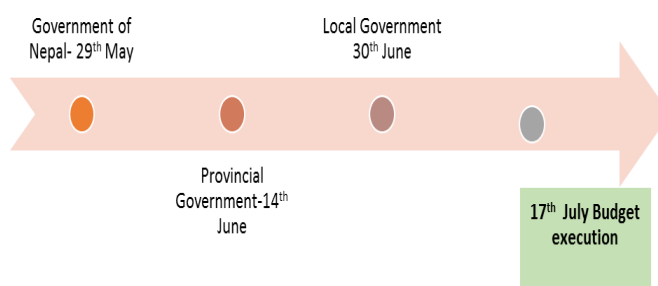 Government of
Nepal- 29th May
Local Government
30th June
Provincial
Government-14th
June
17th July Budget
execution